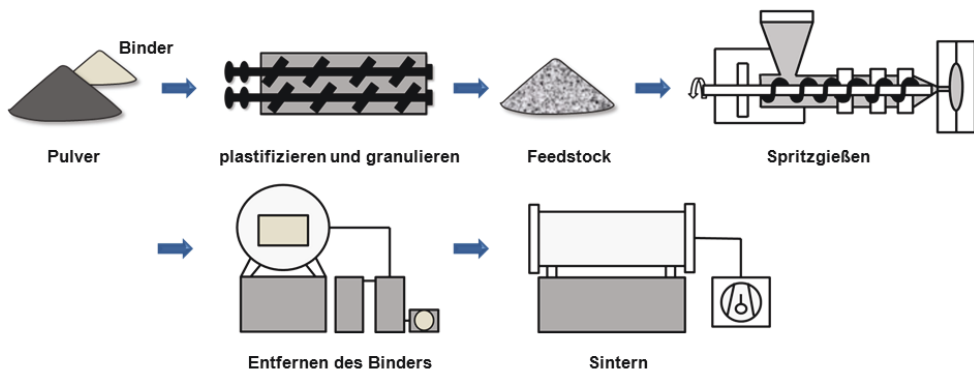 Binder
Pulver
plastifizieren und granulieren
Feedstock
Spritzgießen
Entfernen des Binders
Sintern